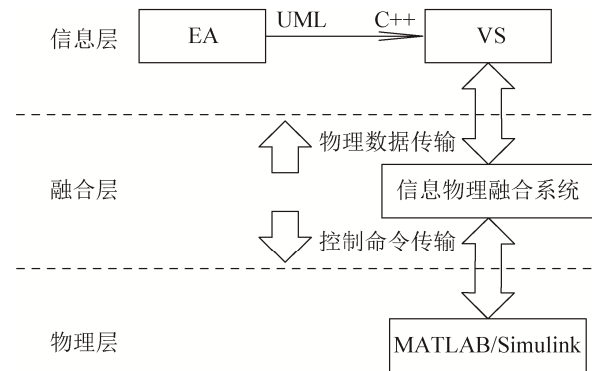 UML
C++
信息层
EA
VS
物理数据传输
融合层
信息物理融合系统
控制命令传输
物理层
MATLAB/Simulink